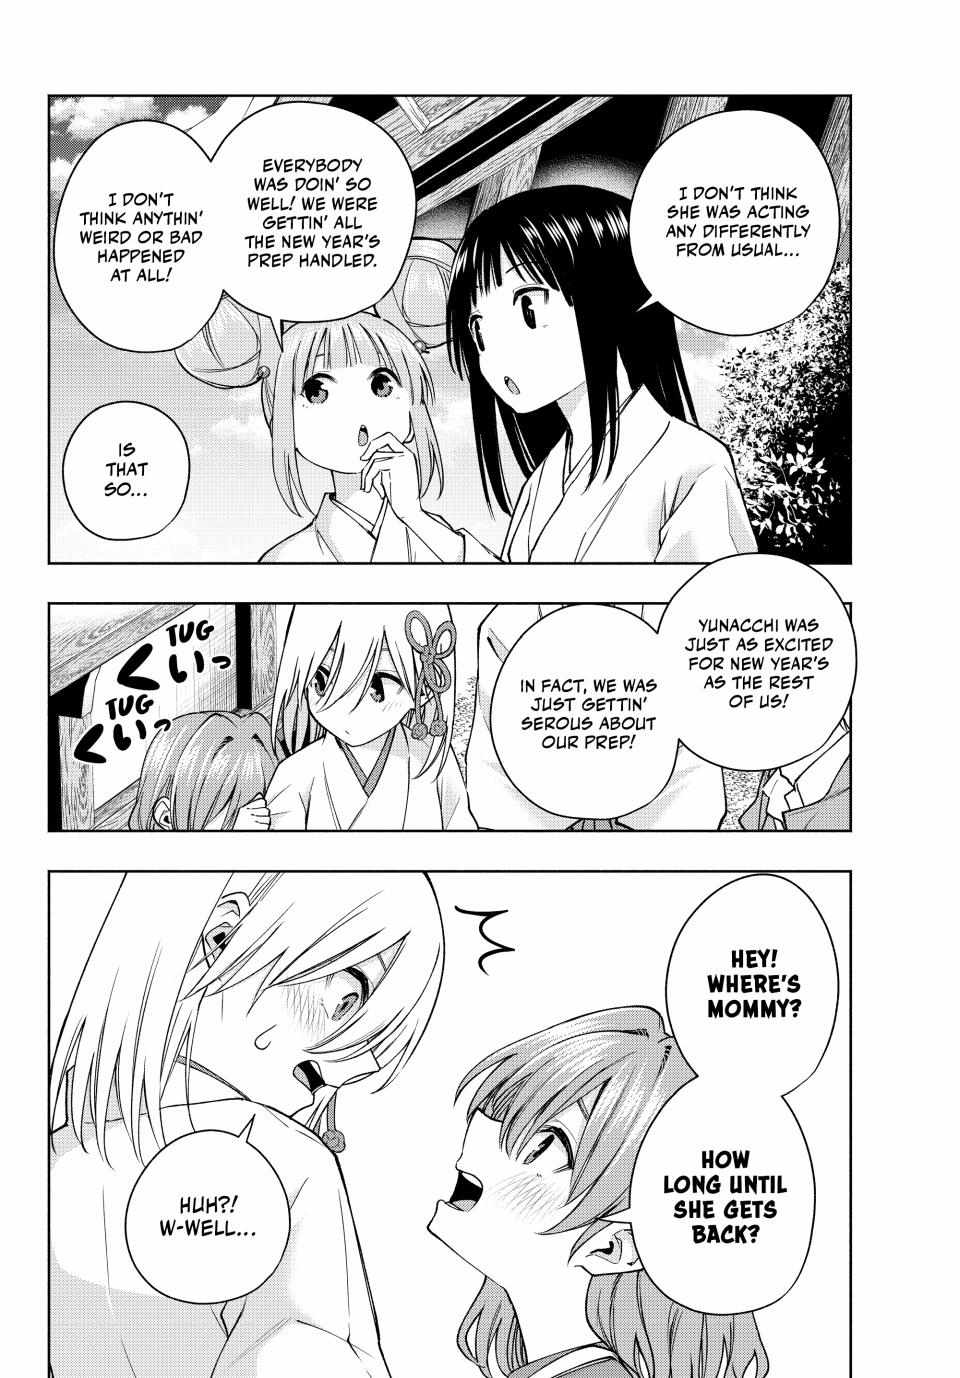 I DON'T THINK
SHE WAS ACTING
ANY DIFFERENTLY
FROM USUAL...
EVERYBODY
WAS DOIN' SO
WELL! WE WERE
GETTIN' ALL
THE NEW YEAR'S
PREP HANDLED.
I DON'T
THINK ANYTHIN'
WEIRD OR BAD
HAPPENED
AT ALL!
IS
THAT
SO...
YUNACCHI WAS
JUST AS EXCITED
FOR NEW YEAR'S
AS THE REST
OF US!
IN FACT, WE WAS
JUST GETTIN'
SEROUS ABOUT
OUR PREP!
TUG
くいっ
TUG
くいっ
HEY!
WHERE'S
MOMMY?
HOW
LONG UNTIL
SHE GETS
BACK?
HUH?!
W-WELL...